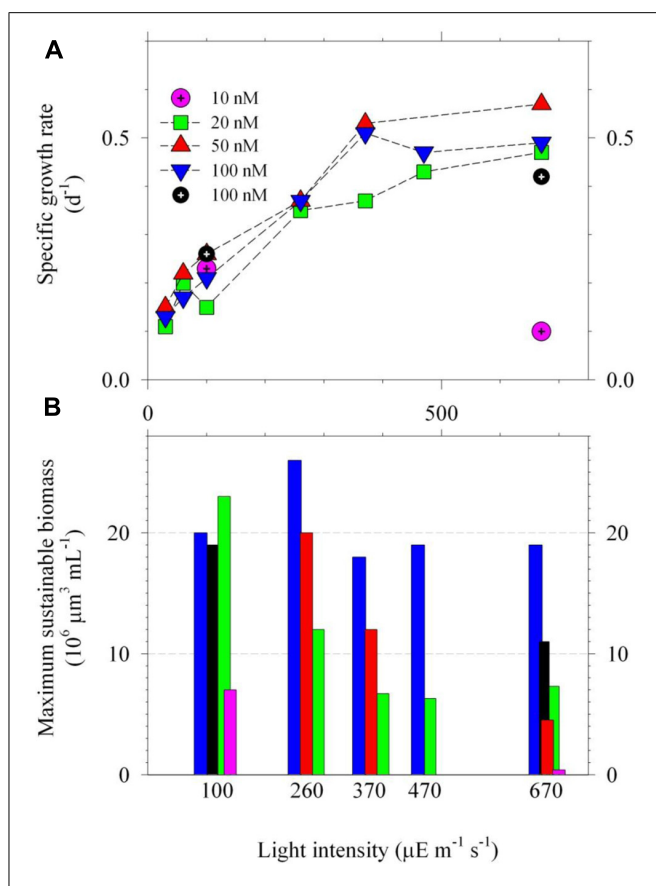 A
Specific growth rate
(d⁻¹)
10 nM
20 nM
50 nM
100 nM
100 nM
0.5
0.5
0.0
0.0
0
500
B
Maximum sustainable biomass
(10⁶ µm³ mL⁻¹)
20
20
10
10
0
0
100
260
370
470
670
Light intensity (µE m⁻¹ s⁻¹)